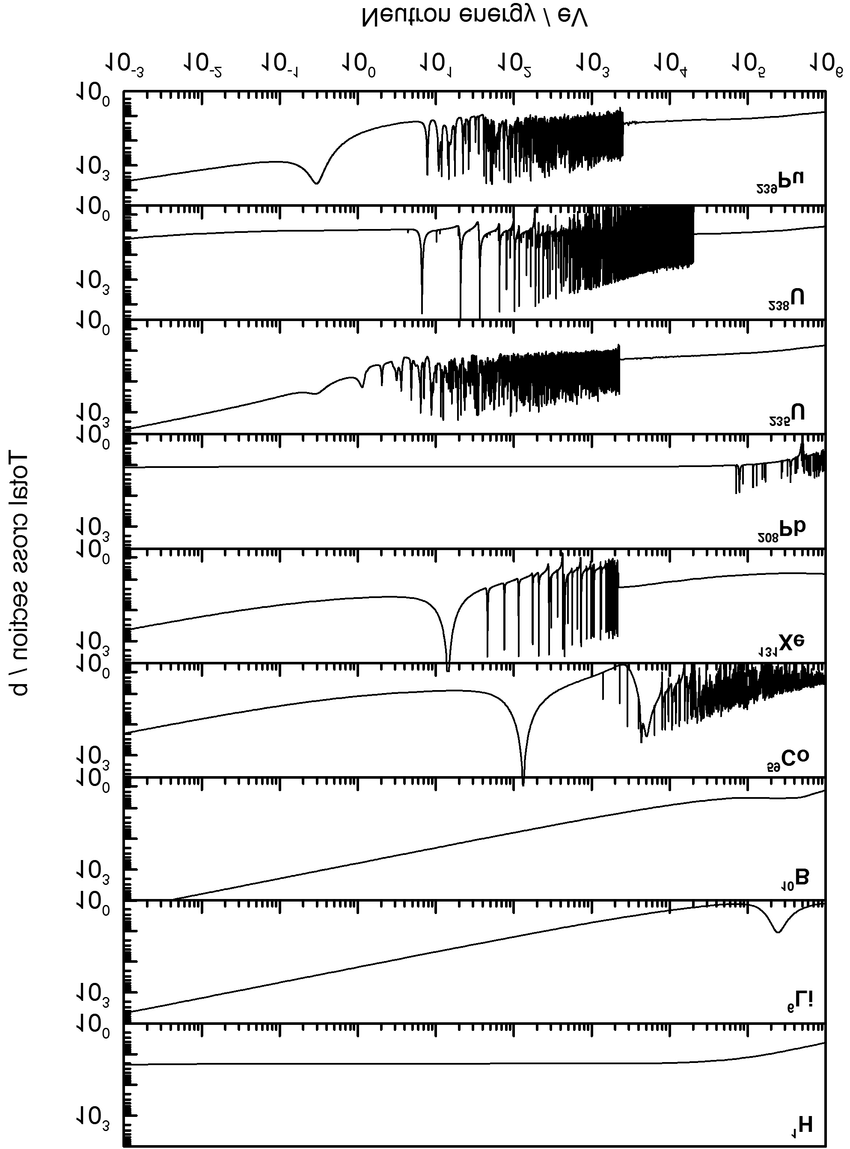 Total cross section / b
¹H
10³
10⁰
⁶Li
10³
10⁰
¹⁰B
10³
10⁰
⁵⁹Co
10³
10⁰
¹³¹Xe
10³
10⁰
²⁰⁸Pb
10³
10⁰
²³⁵U
10³
10⁰
²³⁸U
10³
10⁰
²³⁹Pu
10³
10⁰
10⁻³ 10⁻² 10⁻¹ 10⁰ 10¹ 10² 10³ 10⁴ 10⁵ 10⁶
Neutron energy / eV